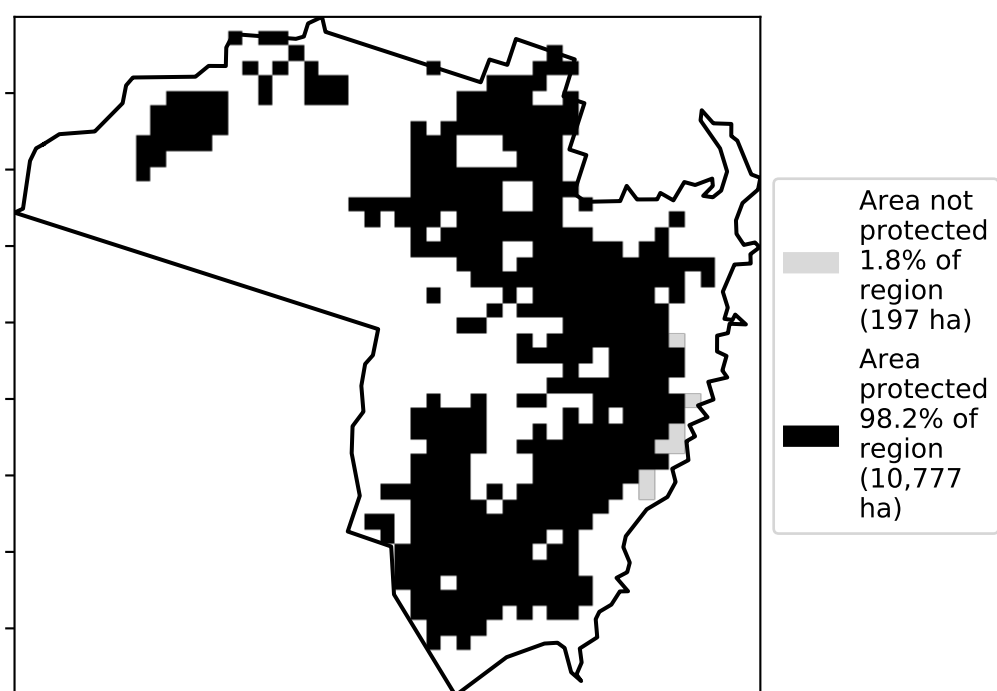 Area not
protected
1.8% of
region
(197 ha)
Area
protected
98.2% of
region
(10,777
ha)